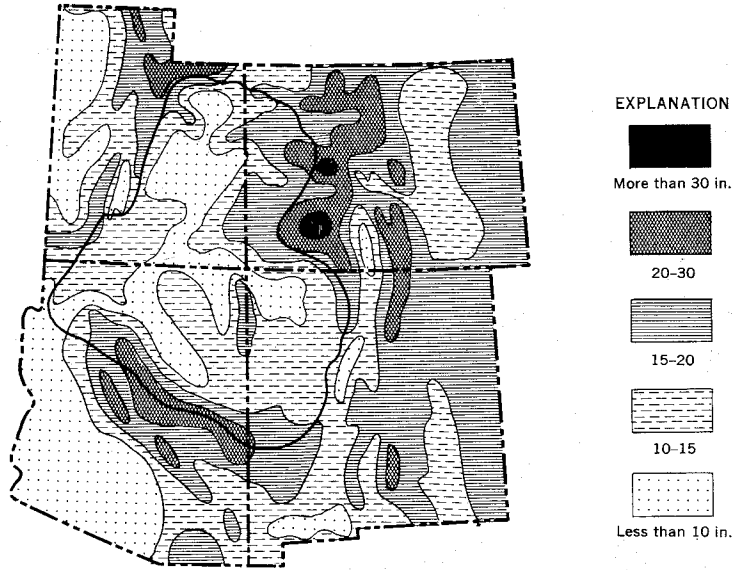 EXPLANATION
More than 30 in.
20-30
15-20
10-15
Less than 10 in.